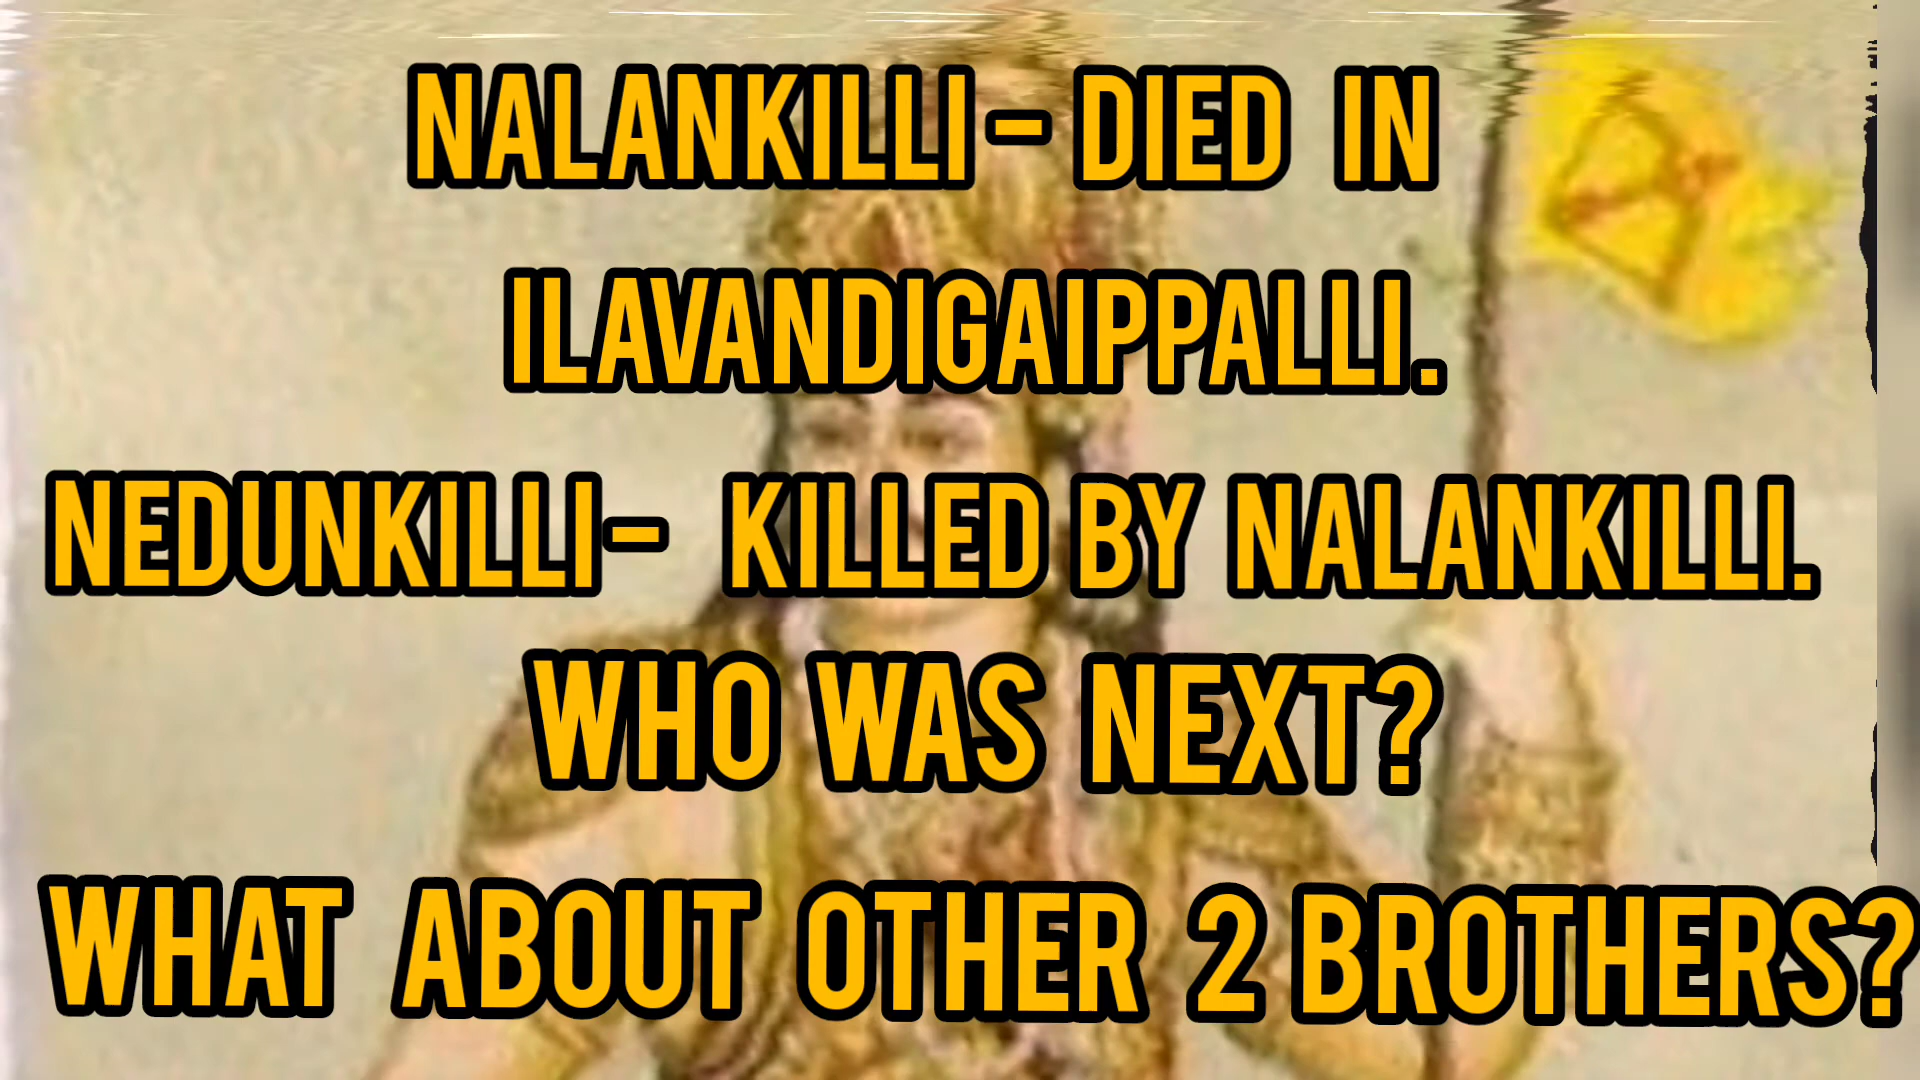 NALANKILLI - DIED IN
ILAVANDIGAIPPALLI.
NEDUNKILLI - KILLED BY NALANKILLI.
WHO WAS NEXT?
WHAT ABOUT OTHER 2 BROTHERS?